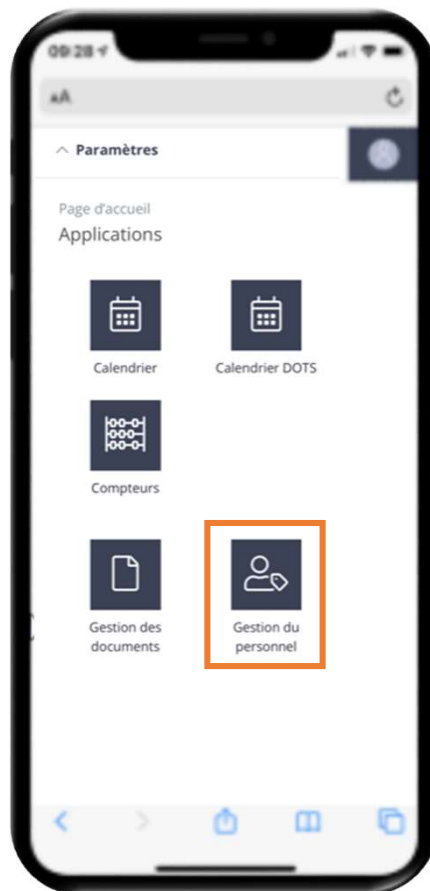 09:28
AA
Paramètres
Page d'accueil
Applications
Calendrier
Calendrier DOTS
Compteurs
Gestion des
documents
Gestion du
personnel